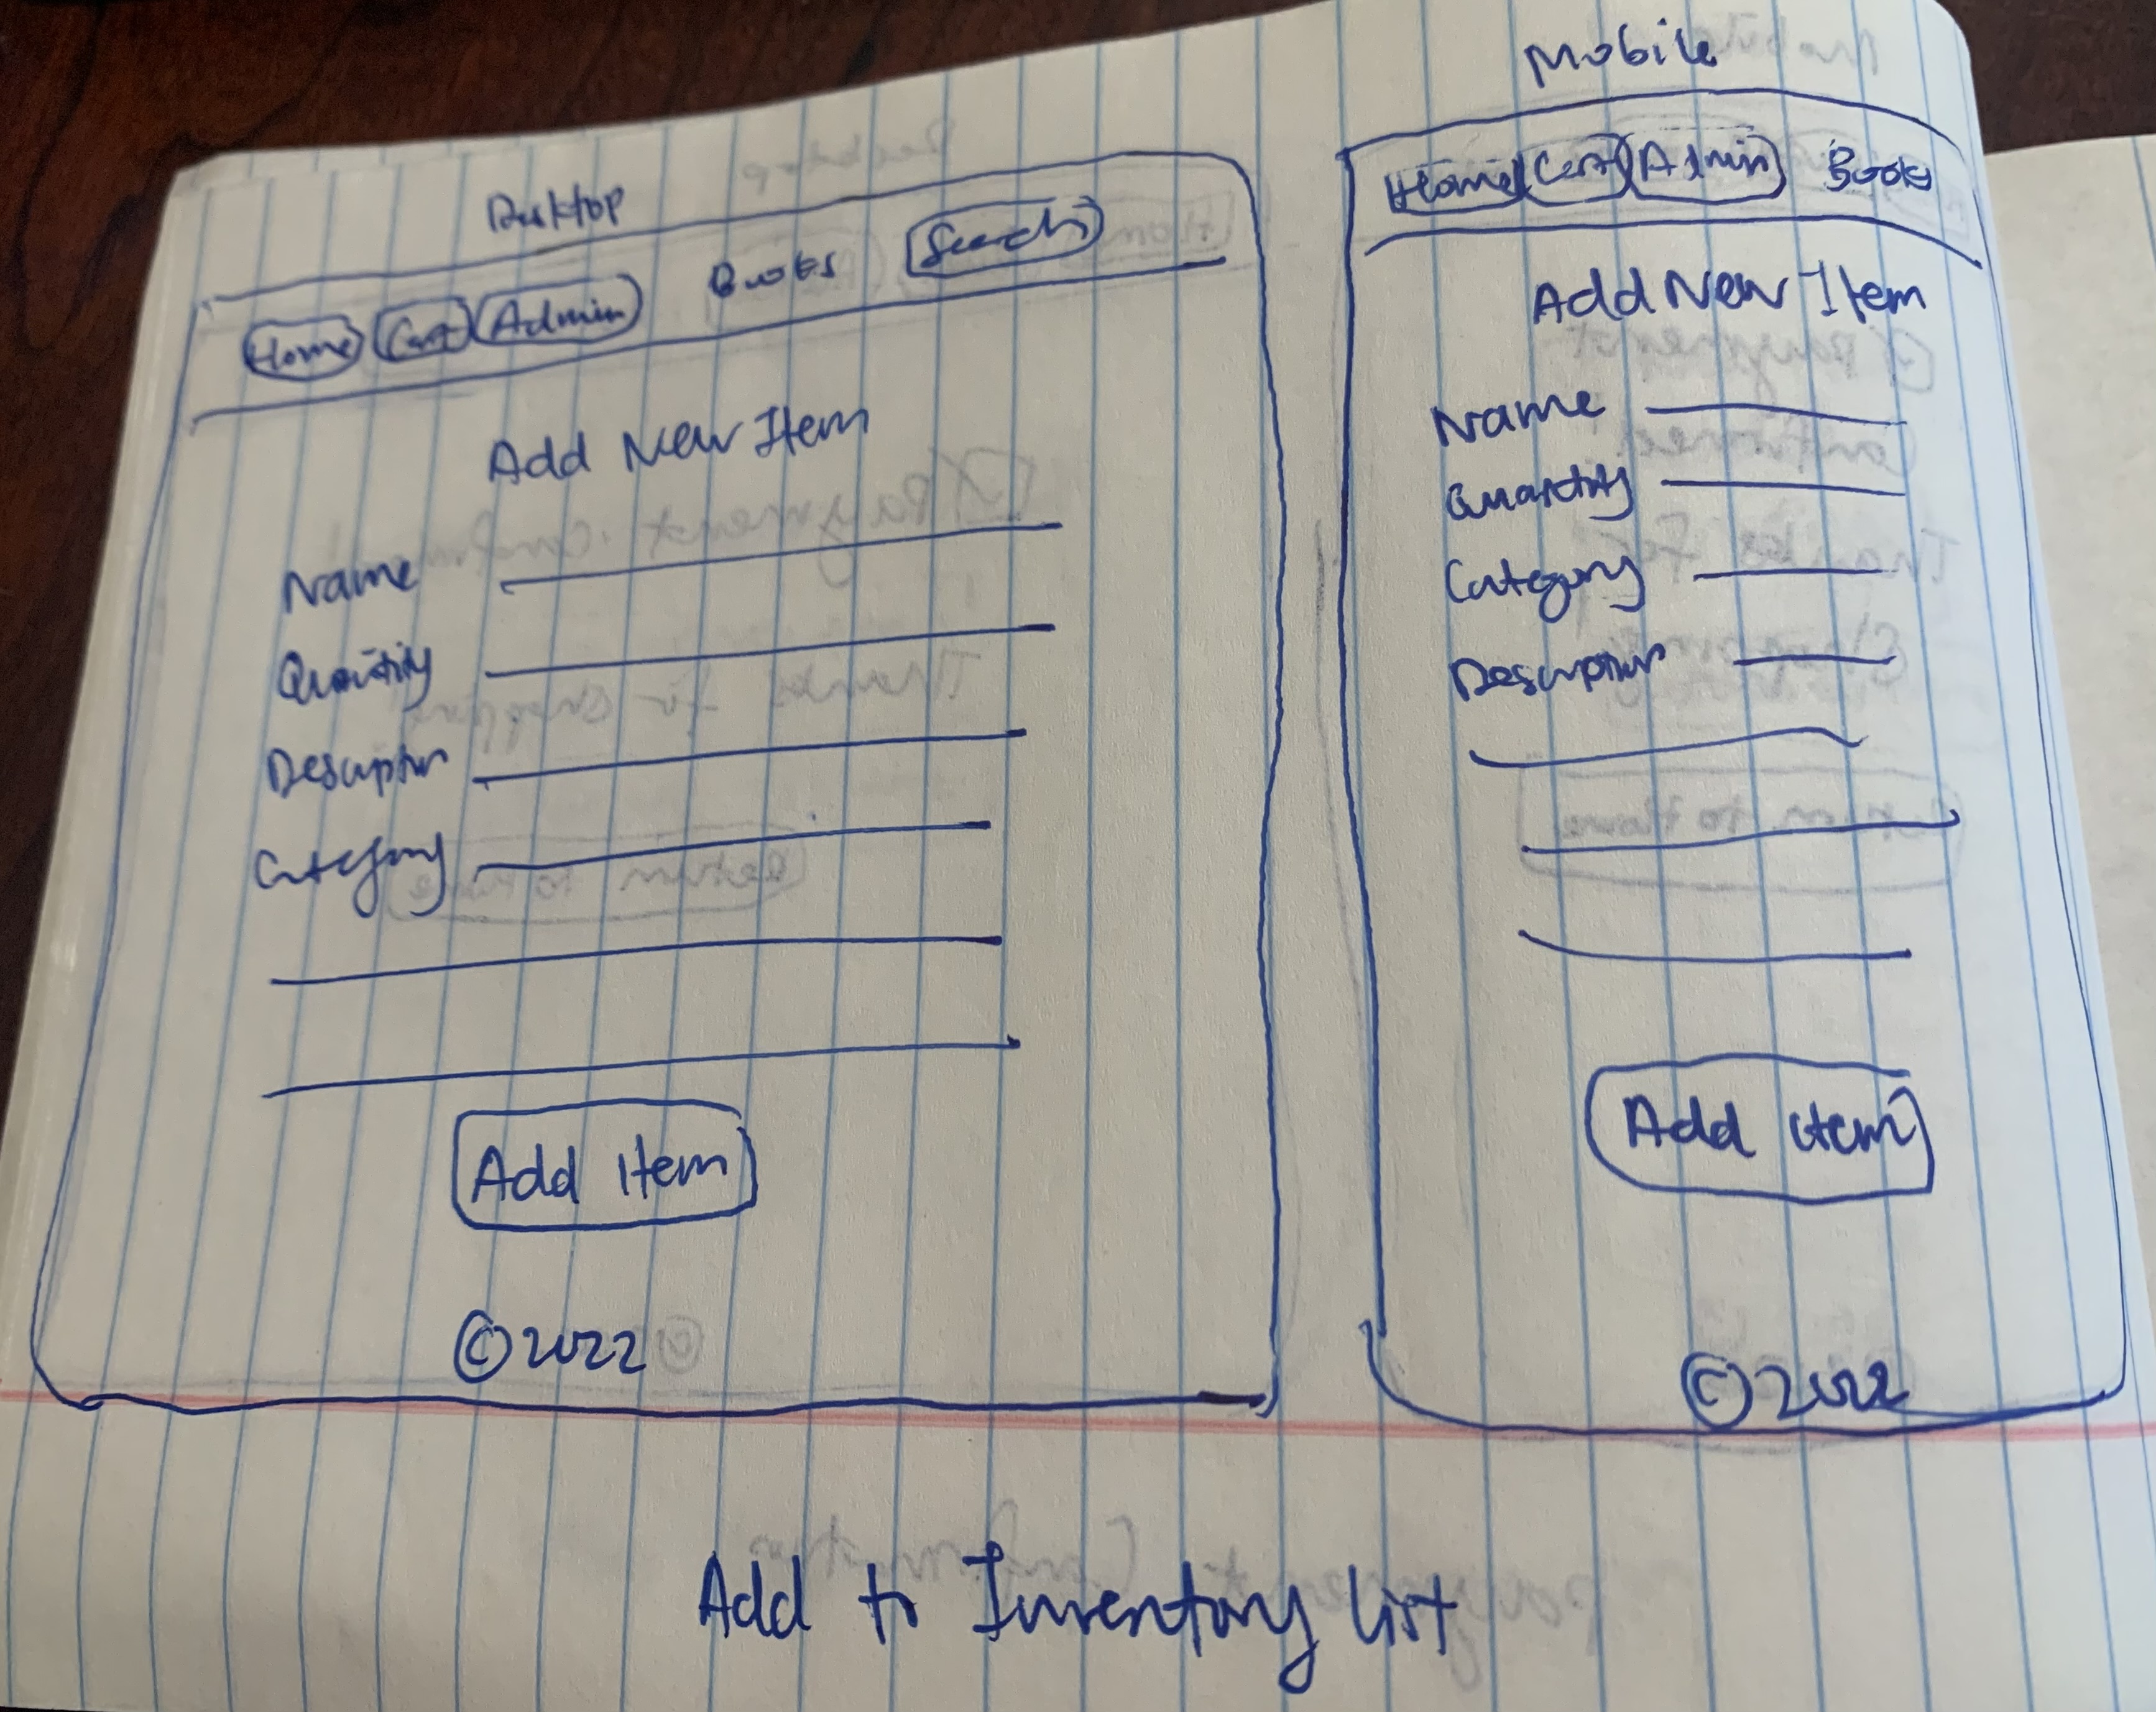 Desktop
Home Cart Admin Books Search
Add New Item
Name
Quantity
Description
Category
Add Item
©2022
Mobile
Home Cart Admin Books
Add New Item
Name
Quantity
Category
Description
Add item
©2022
Add to Inventory list